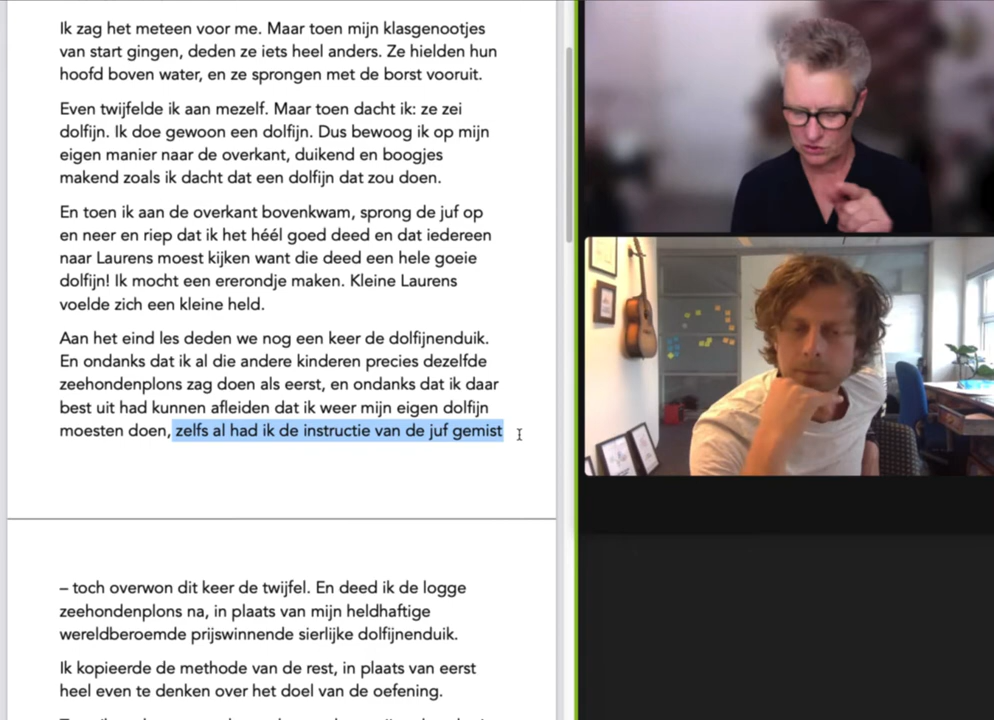 Ik zag het meteen voor me. Maar toen mijn klasgenootjes
van start gingen, deden ze iets heel anders. Ze hielden hun
hoofd boven water, en ze sprongen met de borst vooruit.
Even twijfelde ik aan mezelf. Maar toen dacht ik: ze zei
dolfijn. Ik doe gewoon een dolfijn. Dus bewoog ik op mijn
eigen manier naar de overkant, duikend en boogjes
makend zoals ik dacht dat een dolfijn dat zou doen.
En toen ik aan de overkant bovenkwam, sprong de juf op
en neer en riep dat ik het héél goed deed en dat iedereen
naar Laurens moest kijken want die deed een hele goeie
dolfijn! Ik mocht een ererondje maken. Kleine Laurens
voelde zich een kleine held.
Aan het eind les deden we nog een keer de dolfijnenduik.
En ondanks dat ik al die andere kinderen precies dezelfde
zeehondenplons zag doen als eerst, en ondanks dat ik daar
best uit had kunnen afleiden dat ik weer mijn eigen dolfijn
moesten doen, zelfs al had ik de instructie van de juf gemist
– toch overwon dit keer de twijfel. En deed ik de logge
zeehondenplons na, in plaats van mijn heldhaftige
wereldberoemde prijswinnende sierlijke dolfijnenduik.
Ik kopieerde de methode van de rest, in plaats van eerst
heel even te denken over het doel van de oefening.